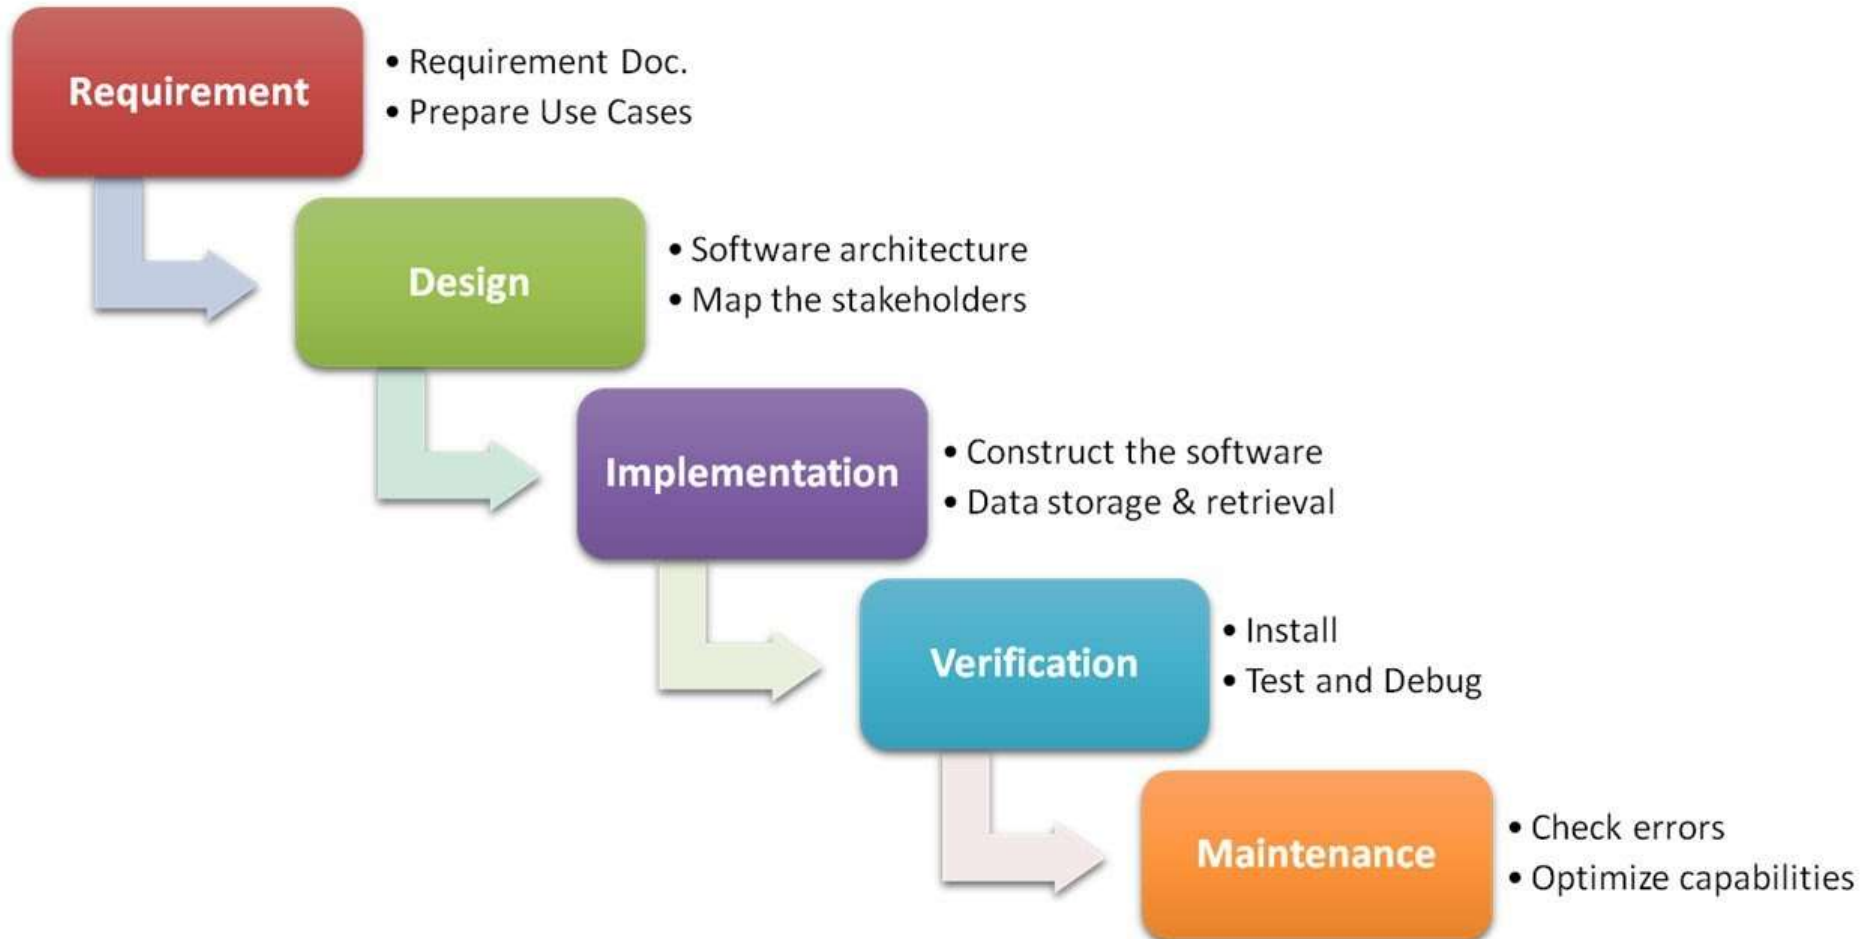 Requirement
• Requirement Doc.
• Prepare Use Cases
Design
• Software architecture
• Map the stakeholders
Implementation
• Construct the software
• Data storage & retrieval
Verification
• Install
• Test and Debug
Maintenance
• Check errors
• Optimize capabilities